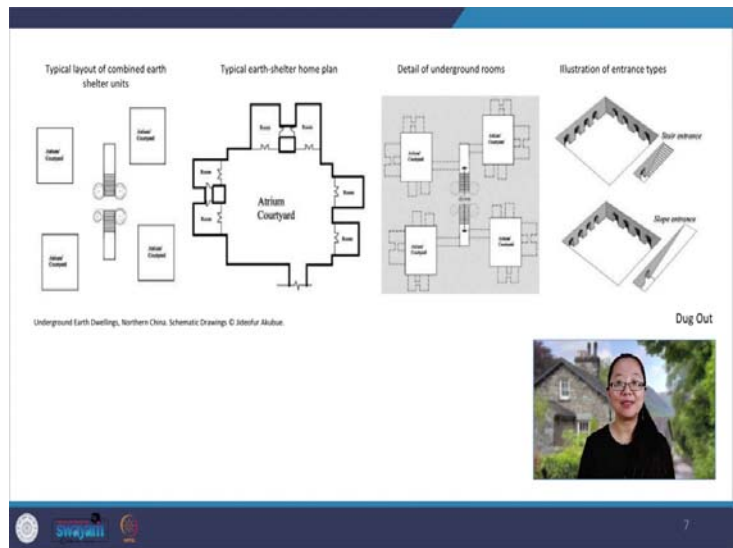 Typical layout of combined earth
shelter units
Typical earth-shelter home plan
Detail of underground rooms
Illustration of entrance types
Atrium/
Courtyard
Atrium/
Courtyard
Atrium/
Courtyard
Atrium/
Courtyard
Room
Room
Room
Room
Room
Room
Atrium
Courtyard
Atrium/
Courtyard
Atrium/
Courtyard
Atrium/
Courtyard
Atrium/
Courtyard
Stair entrance
Slope entrance
Underground Earth Dwellings, Northern China. Schematic Drawings © Jideofor Akubue.
Dug Out
swayam
7